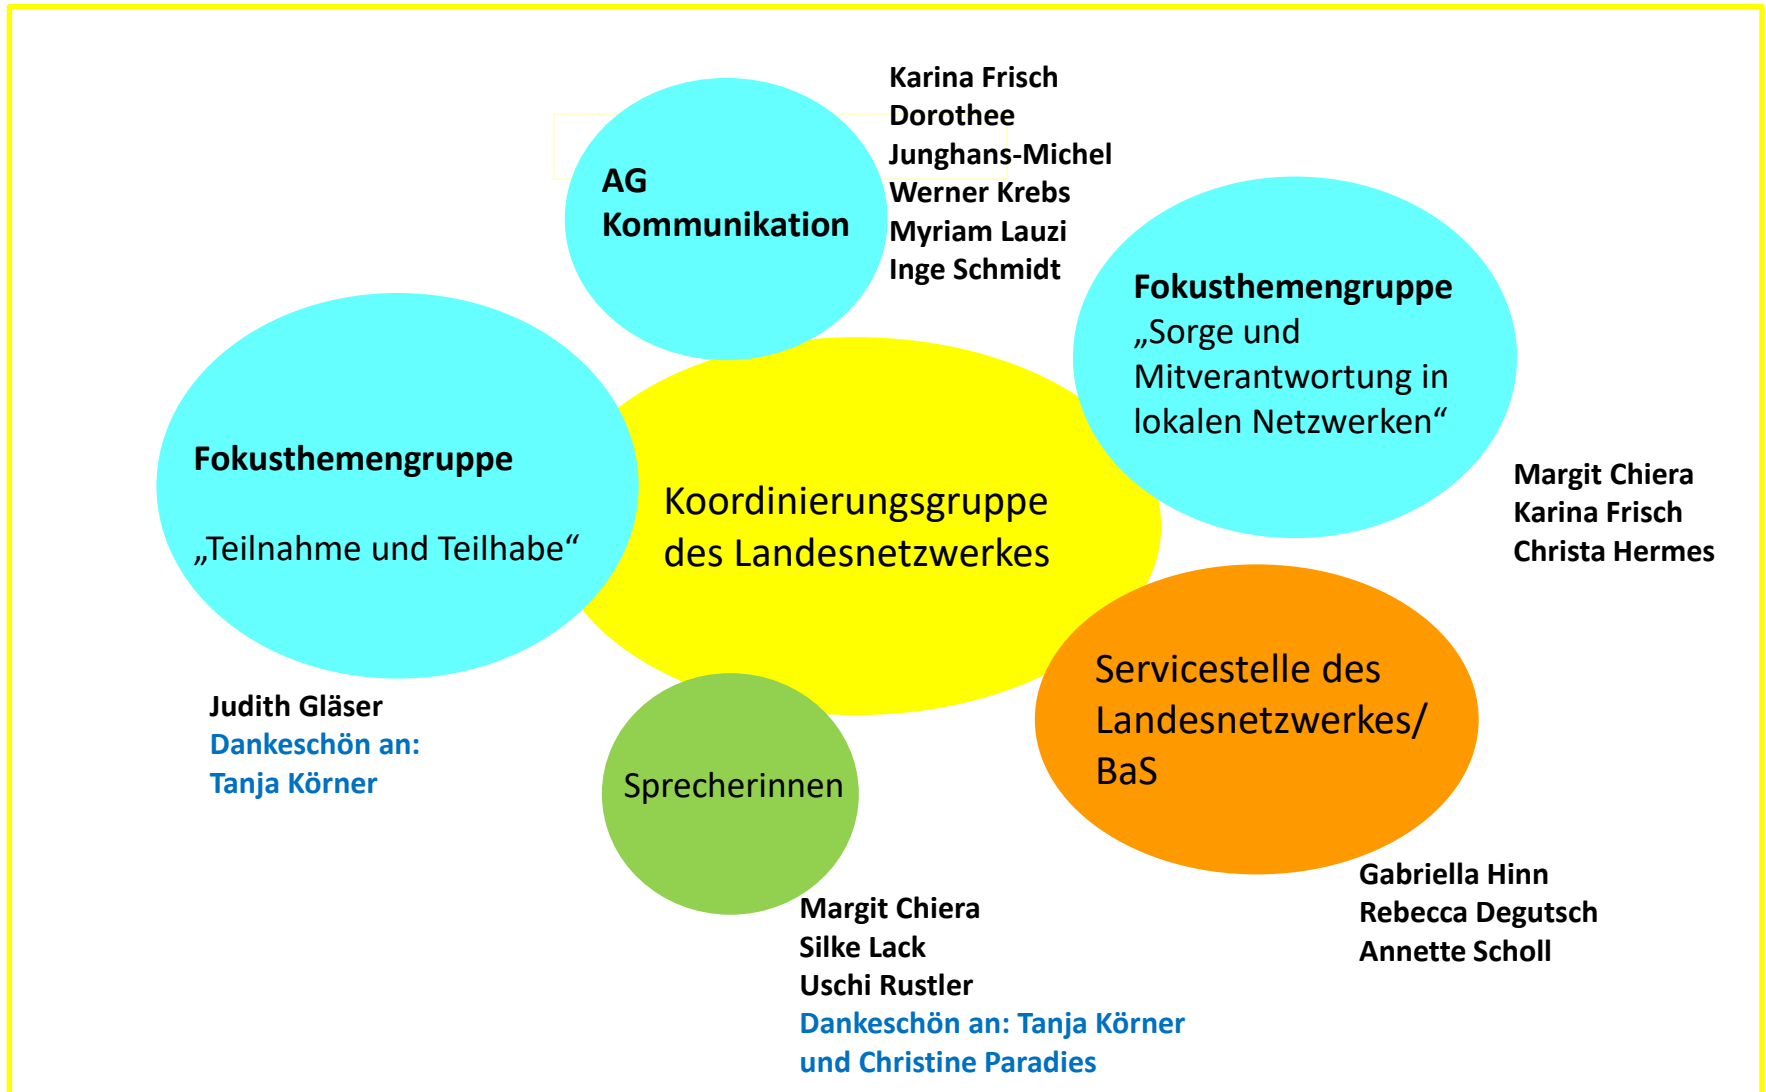 Karina Frisch
Dorothee
Junghans-Michel
Werner Krebs
Myriam Lauzi
Inge Schmidt
AG
Kommunikation
Fokusthemengruppe
„Sorge und
Mitverantwortung in
lokalen Netzwerken“
Margit Chiera
Karina Frisch
Christa Hermes
Fokusthemengruppe
„Teilnahme und Teilhabe“
Koordinierungsgruppe
des Landesnetzwerkes
Judith Gläser
Dankeschön an:
Tanja Körner
Sprecherinnen
Servicestelle des
Landesnetzwerkes/
BaS
Margit Chiera
Silke Lack
Uschi Rustler
Dankeschön an: Tanja Körner
und Christine Paradies
Gabriella Hinn
Rebecca Degutsch
Annette Scholl